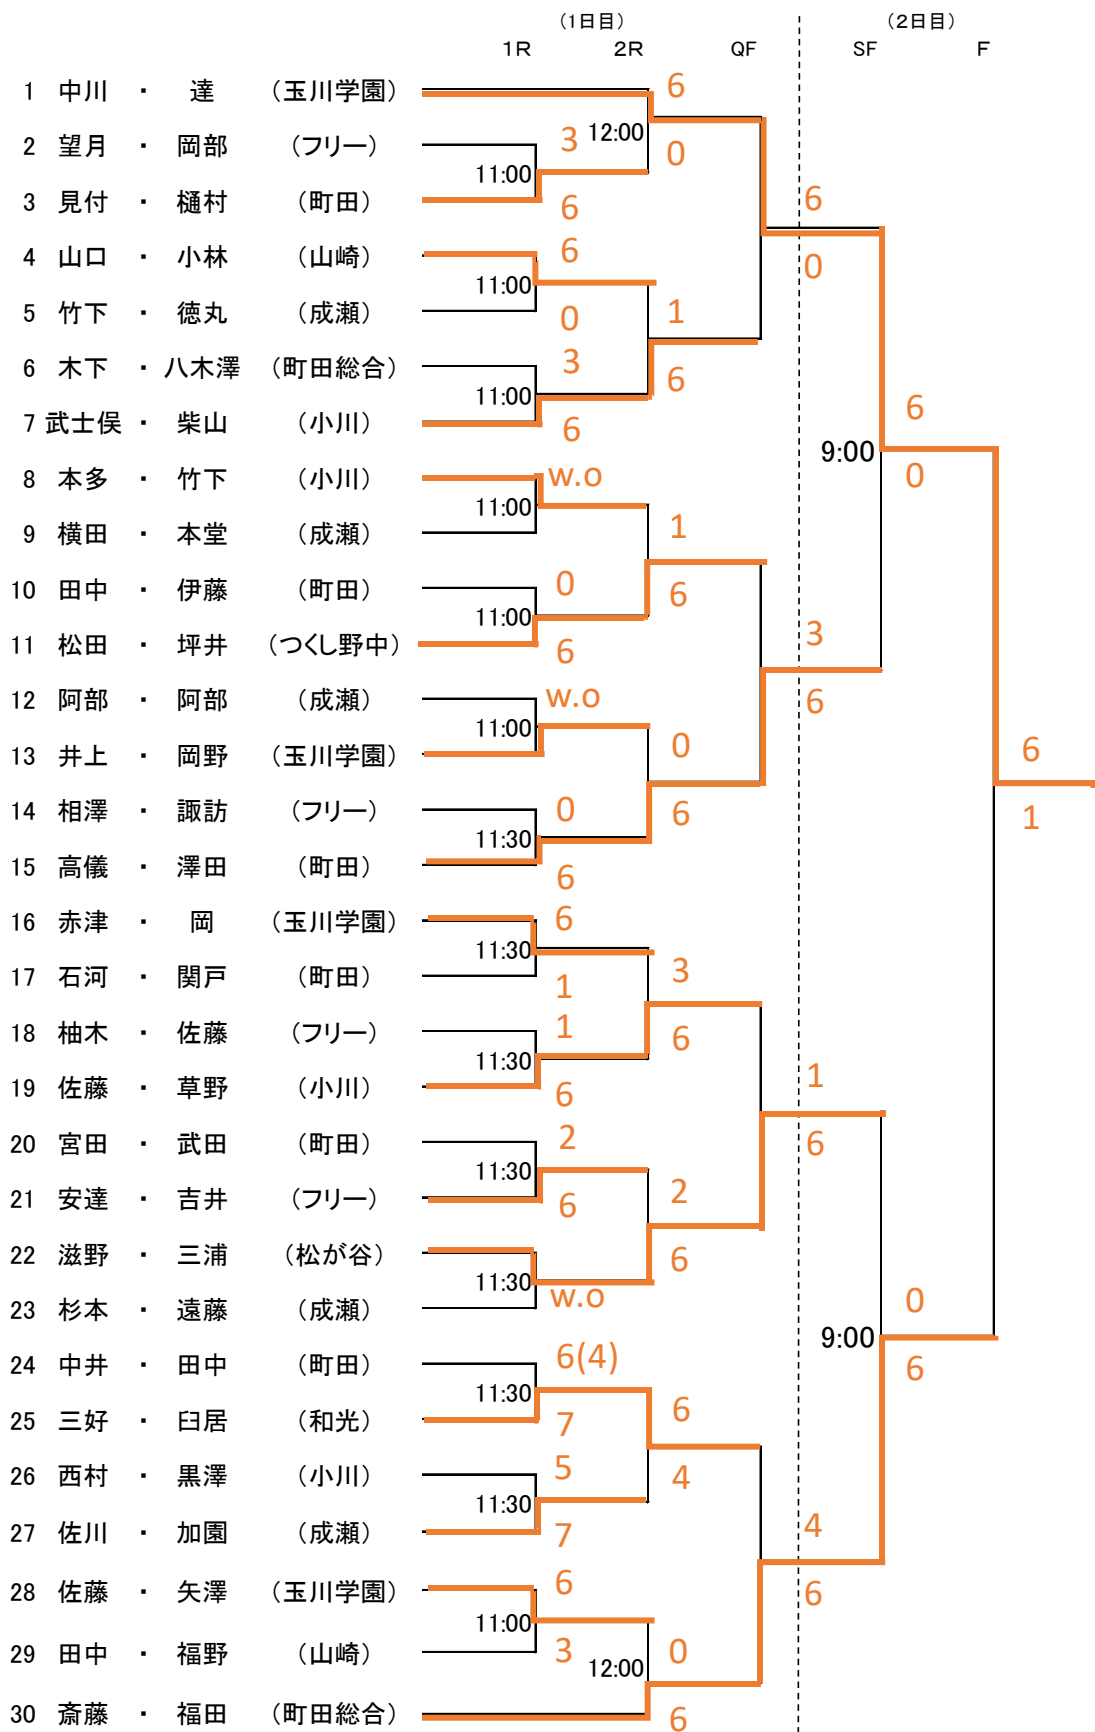 （1日目） （2日目）
1R 2R QF SF F
1 中川 ・ 達 （玉川学園） 6
12:00
2 望月 ・ 岡部 （フリー） 3 0
11:00
3 見付 ・ 樋村 （町田） 6 6
4 山口 ・ 小林 （山崎） 6 0
11:00
5 竹下 ・ 徳丸 （成瀬） 0 1
6 木下 ・ 八木澤 （町田総合） 3 6
11:00
7 武士俣 ・ 柴山 （小川） 6 6
9:00
8 本多 ・ 竹下 （小川） w.o 0
11:00
9 横田 ・ 本堂 （成瀬） 1
10 田中 ・ 伊藤 （町田） 0 6
11:00
11 松田 ・ 坪井 （つくし野中） 6 3
12 阿部 ・ 阿部 （成瀬） w.o 6
11:00
13 井上 ・ 岡野 （玉川学園） 0 6
14 相澤 ・ 諏訪 （フリー） 0 6 1
11:30
15 高儀 ・ 澤田 （町田） 6
16 赤津 ・ 岡 （玉川学園） 6
11:30
17 石河 ・ 関戸 （町田） 1 3
18 柚木 ・ 佐藤 （フリー） 1 6
11:30
19 佐藤 ・ 草野 （小川） 6 1
20 宮田 ・ 武田 （町田） 2 6
11:30
21 安達 ・ 吉井 （フリー） 6 2
22 滋野 ・ 三浦 （松が谷） 6
11:30
23 杉本 ・ 遠藤 （成瀬） w.o 0
9:00
24 中井 ・ 田中 （町田） 6(4) 6
11:30
25 三好 ・ 臼居 （和光） 7 6
26 西村 ・ 黒澤 （小川） 5 4
11:30
27 佐川 ・ 加園 （成瀬） 7 4
28 佐藤 ・ 矢澤 （玉川学園） 6 6
11:00
29 田中 ・ 福野 （山崎） 3 0
12:00
30 斎藤 ・ 福田 （町田総合） 6